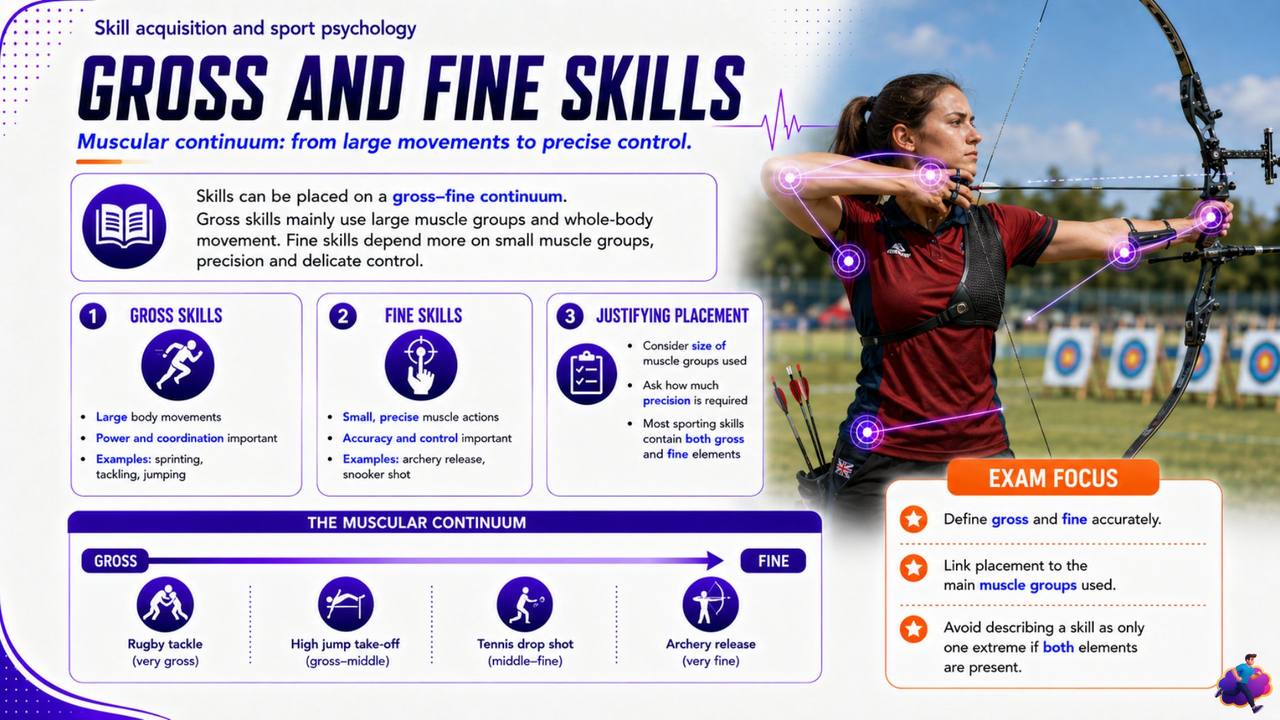 Skill acquisition and sport psychology
GROSS AND FINE SKILLS
Muscular continuum: from large movements to precise control.
Skills can be placed on a gross–fine continuum.
Gross skills mainly use large muscle groups and whole-body
movement. Fine skills depend more on small muscle groups,
precision and delicate control.
1 GROSS SKILLS
• Large body movements
• Power and coordination important
• Examples: sprinting,
tackling, jumping
2 FINE SKILLS
• Small, precise muscle actions
• Accuracy and control important
• Examples: archery release,
snooker shot
3 JUSTIFYING PLACEMENT
• Consider size of
muscle groups used
• Ask how much
precision is required
• Most sporting skills
contain both gross
and fine elements
THE MUSCULAR CONTINUUM
GROSS
FINE
Rugby tackle
(very gross)
High jump take-off
(gross–middle)
Tennis drop shot
(middle–fine)
Archery release
(very fine)
EXAM FOCUS
Define gross and fine accurately.
Link placement to the
main muscle groups used.
Avoid describing a skill as only
one extreme if both elements
are present.